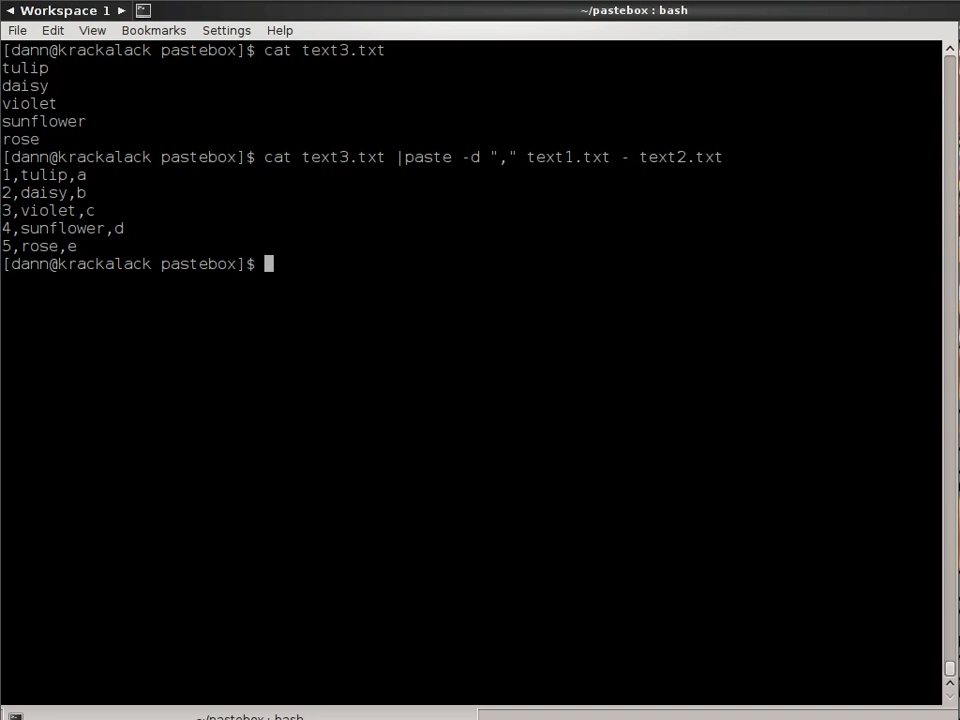 ◄ Workspace 1 ► ~/pastebox : bash
File Edit View Bookmarks Settings Help
[dann@krackalack pastebox]$ cat text3.txt
tulip
daisy
violet
sunflower
rose
[dann@krackalack pastebox]$ cat text3.txt |paste -d "," text1.txt - text2.txt
1,tulip,a
2,daisy,b
3,violet,c
4,sunflower,d
5,rose,e
[dann@krackalack pastebox]$
~/pastebox : bash